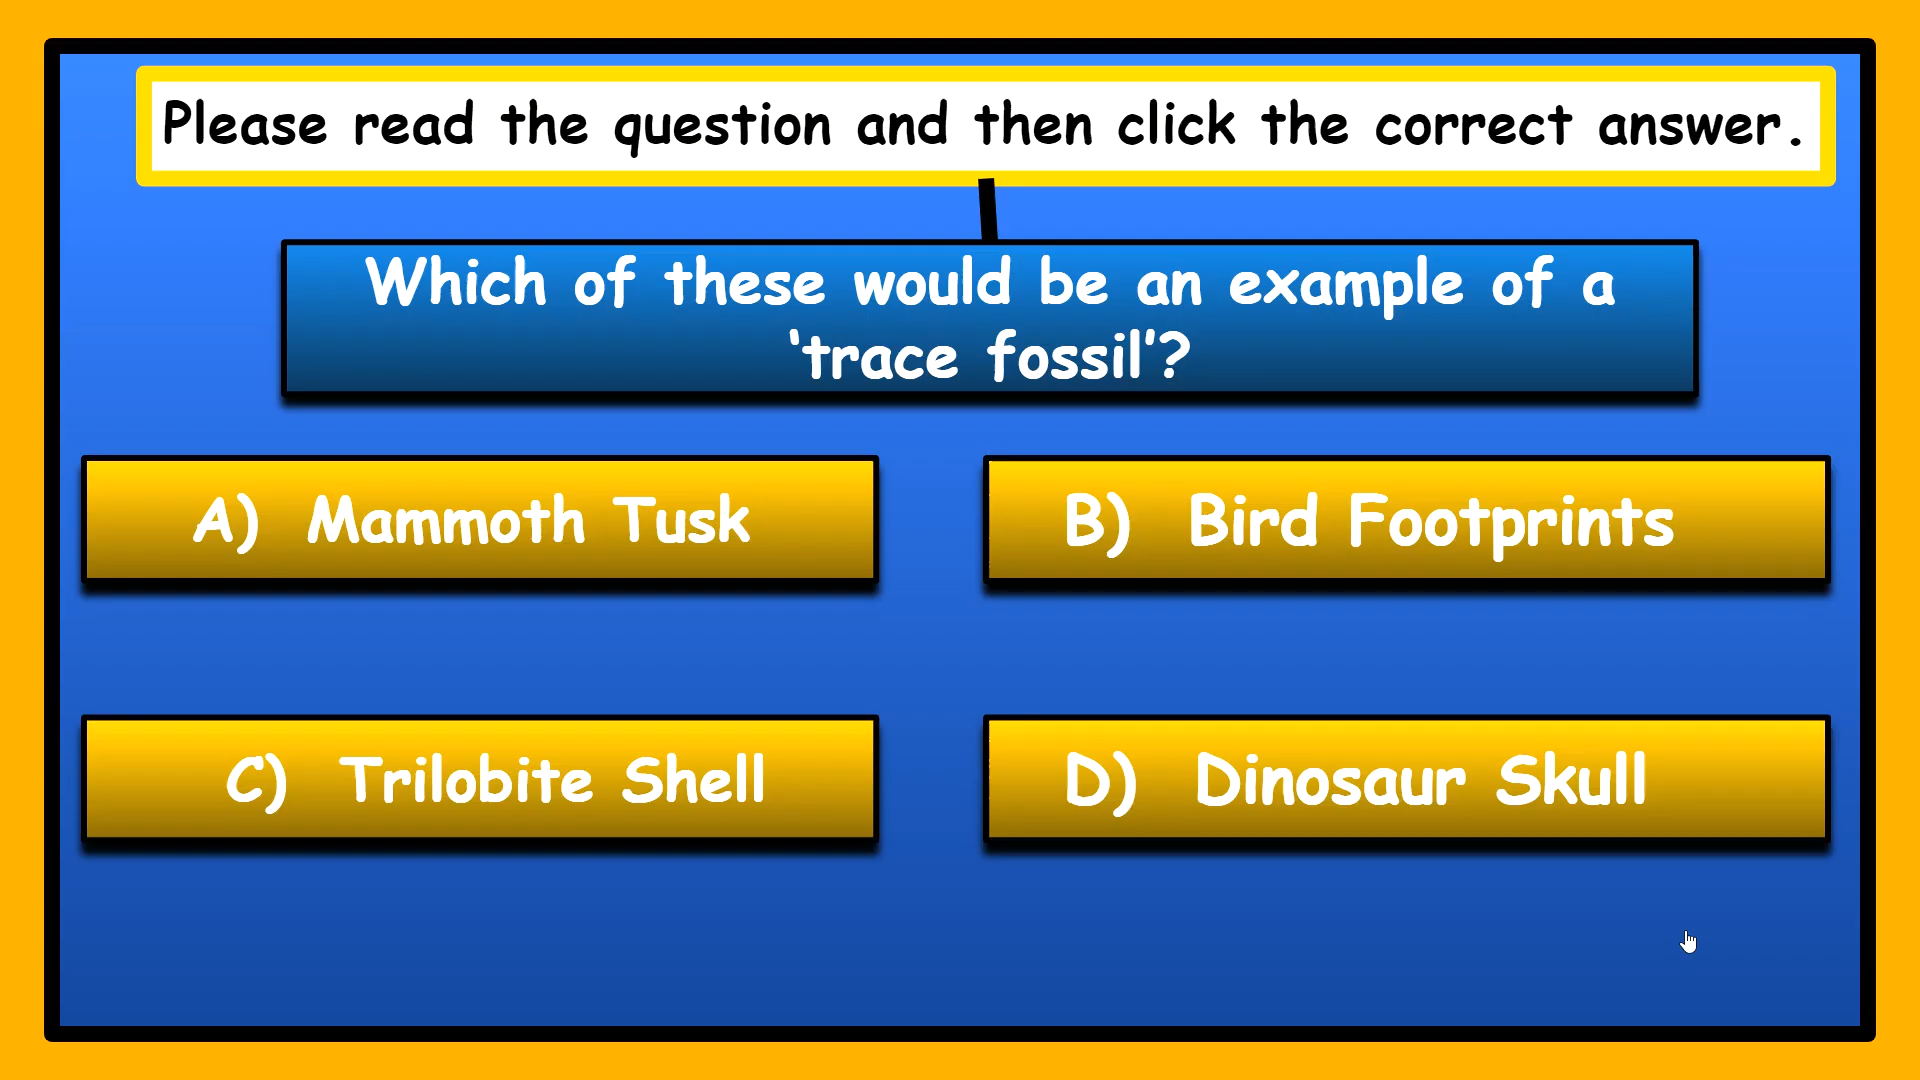 Please read the question and then click the correct answer.
Which of these would be an example of a
‘trace fossil’?
A) Mammoth Tusk
B) Bird Footprints
C) Trilobite Shell
D) Dinosaur Skull